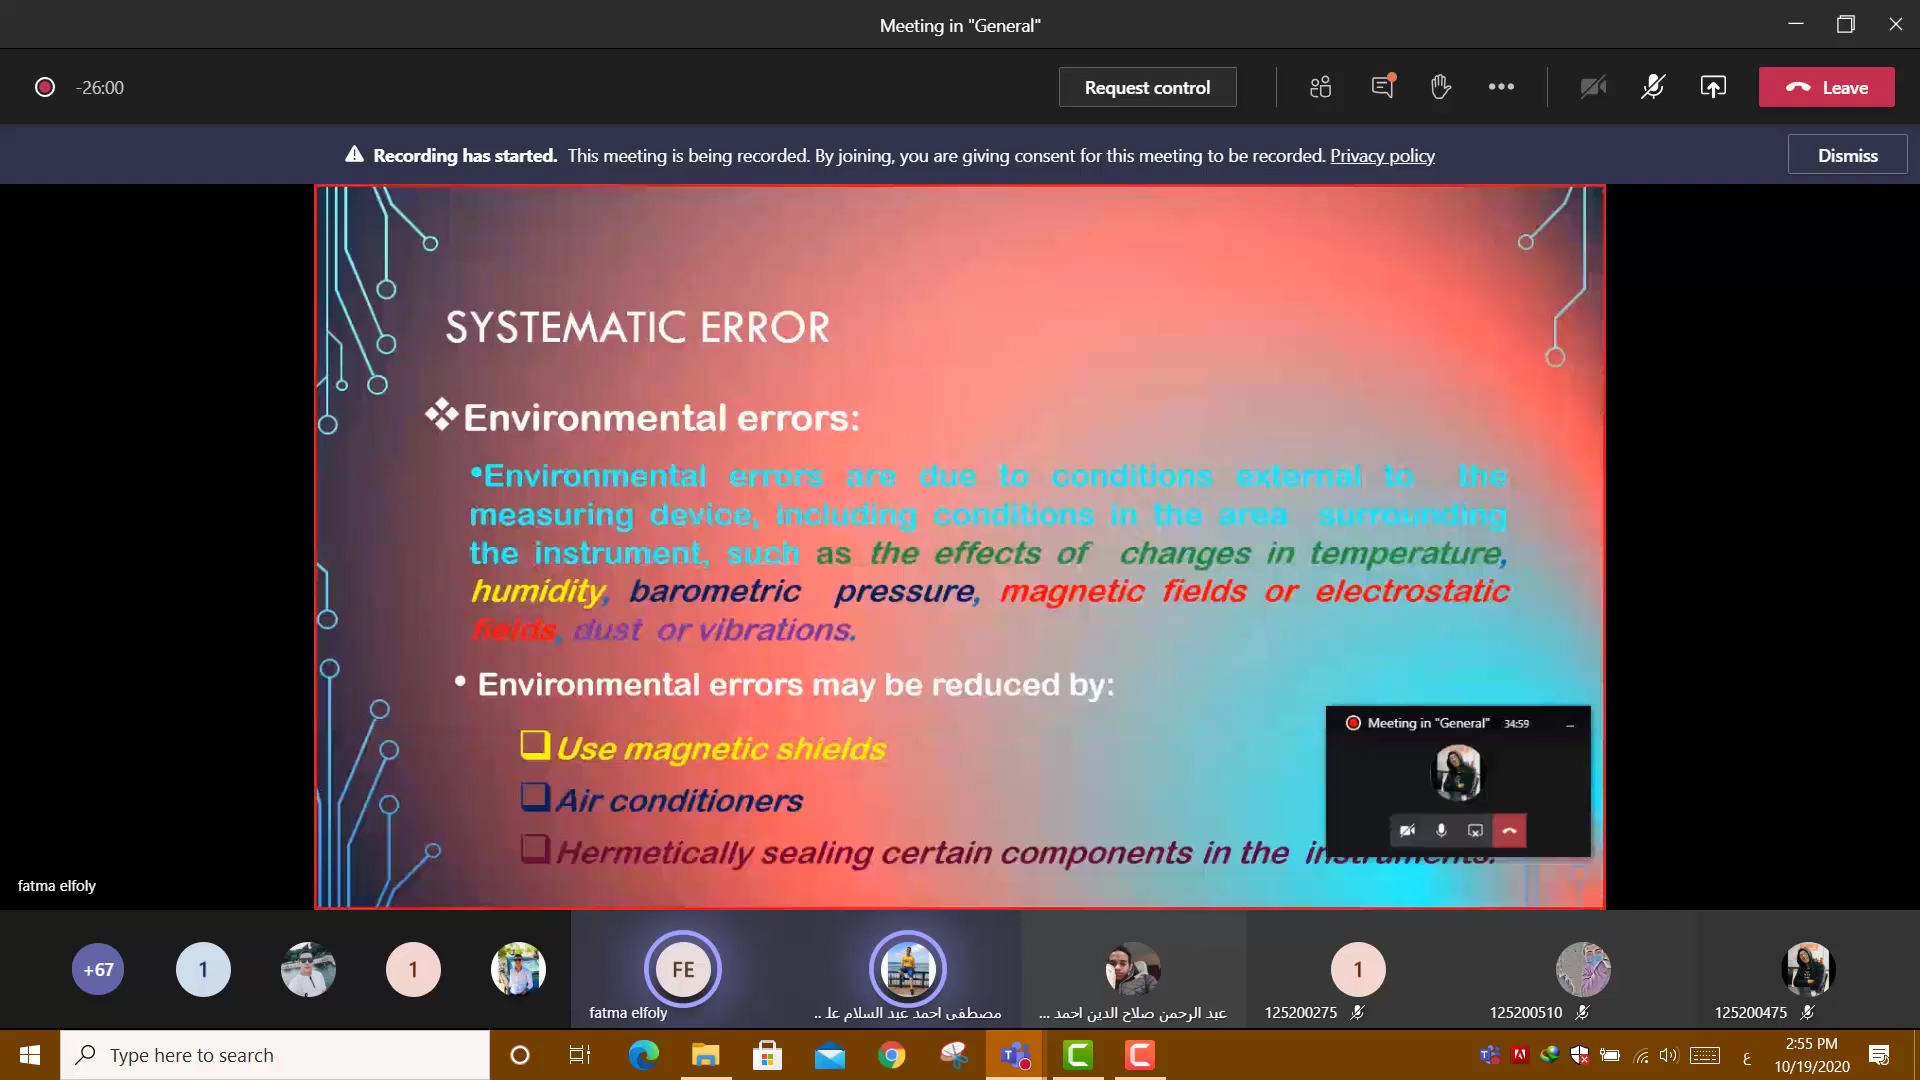 Meeting in "General"
-26:00
Request control
Leave
Recording has started. This meeting is being recorded. By joining, you are giving consent for this meeting to be recorded. Privacy policy
Dismiss
SYSTEMATIC ERROR
Environmental errors:
•Environmental errors are due to conditions external to the
measuring device, including conditions in the area surrounding
the instrument, such as the effects of changes in temperature,
humidity, barometric pressure, magnetic fields or electrostatic
fields, dust or vibrations.
• Environmental errors may be reduced by:
Use magnetic shields
Air conditioners
Hermetically sealing certain components in the instruments.
Meeting in "General" 34:59
fatma elfoly
+67
1
1
FE
1
fatma elfoly
مصطفى احمد عبد السلام علـ ..
عبد الرحمن صلاح الدين احمد ...
125200275
125200510
125200475
Type here to search
ع
2:55 PM
10/19/2020